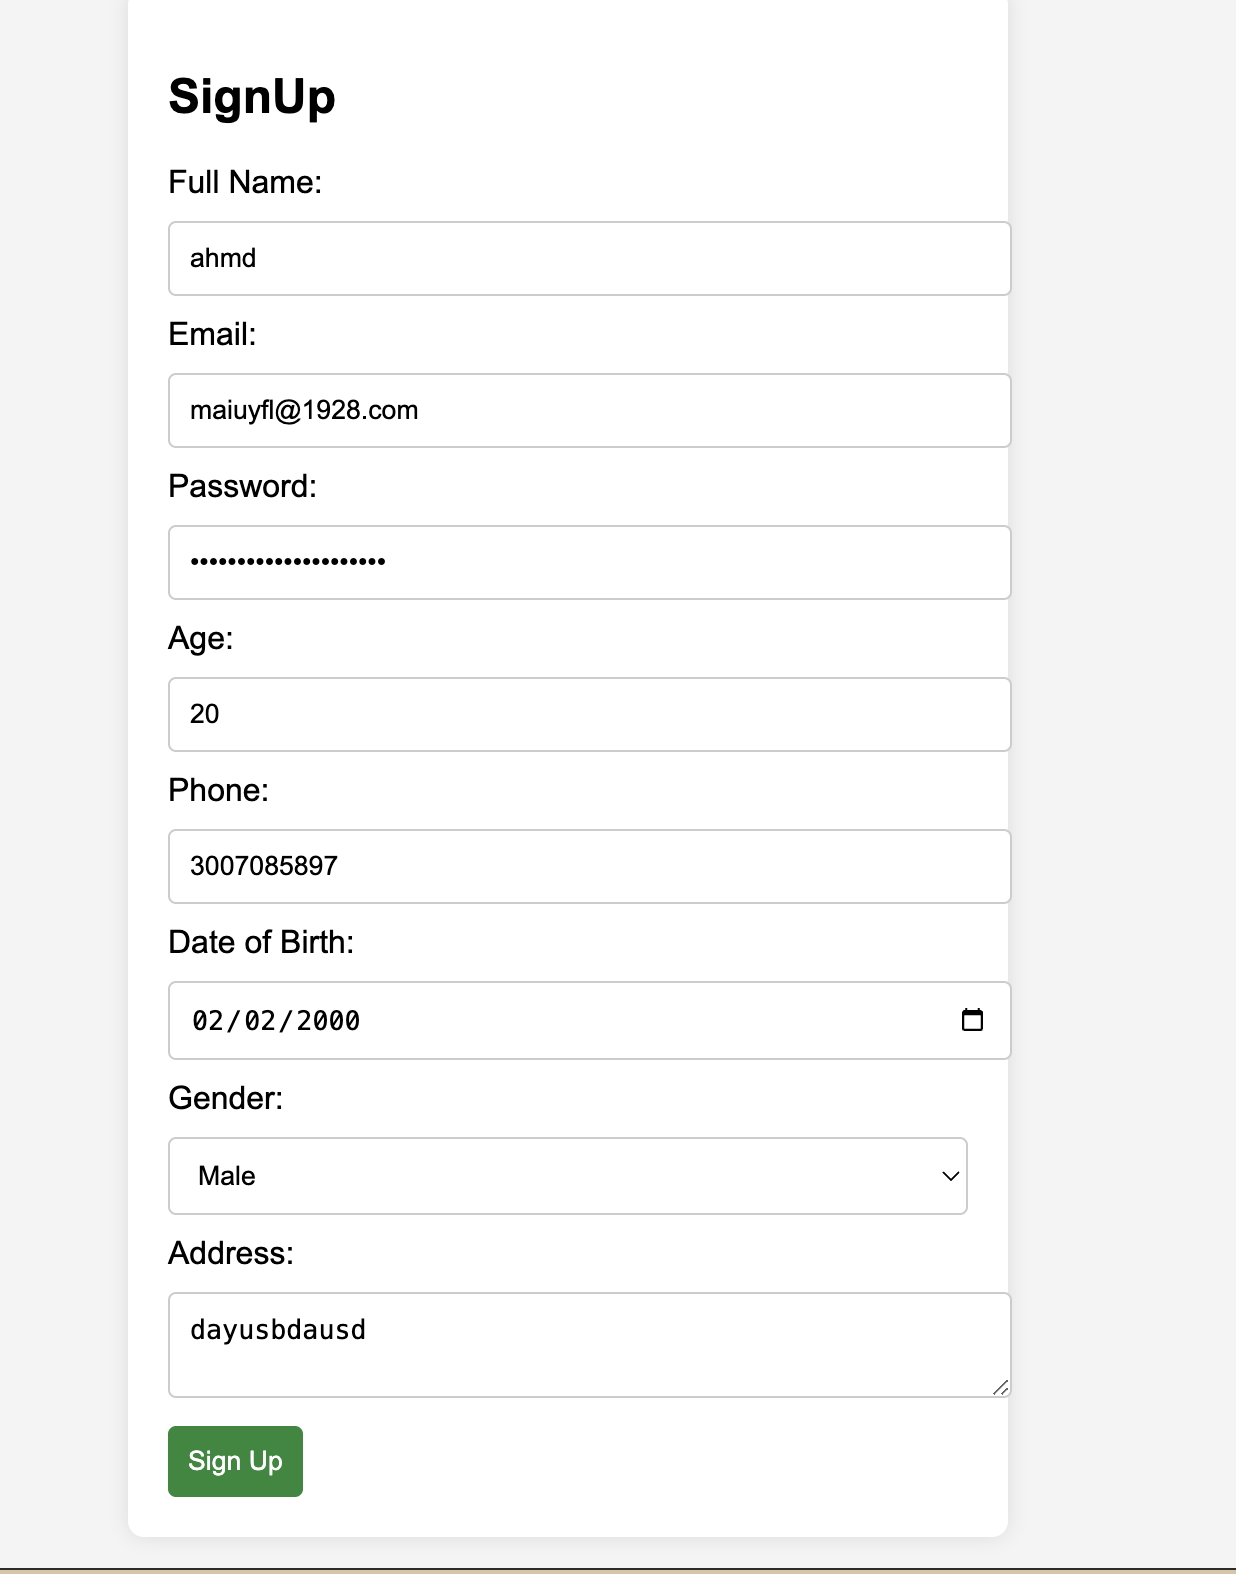 SignUp
Full Name:
ahmd
Email:
maiuyfl@1928.com
Password:
•••••••••••••••••••••
Age:
20
Phone:
3007085897
Date of Birth:
02/02/2000
Gender:
Male
Address:
dayusbdausd
Sign Up